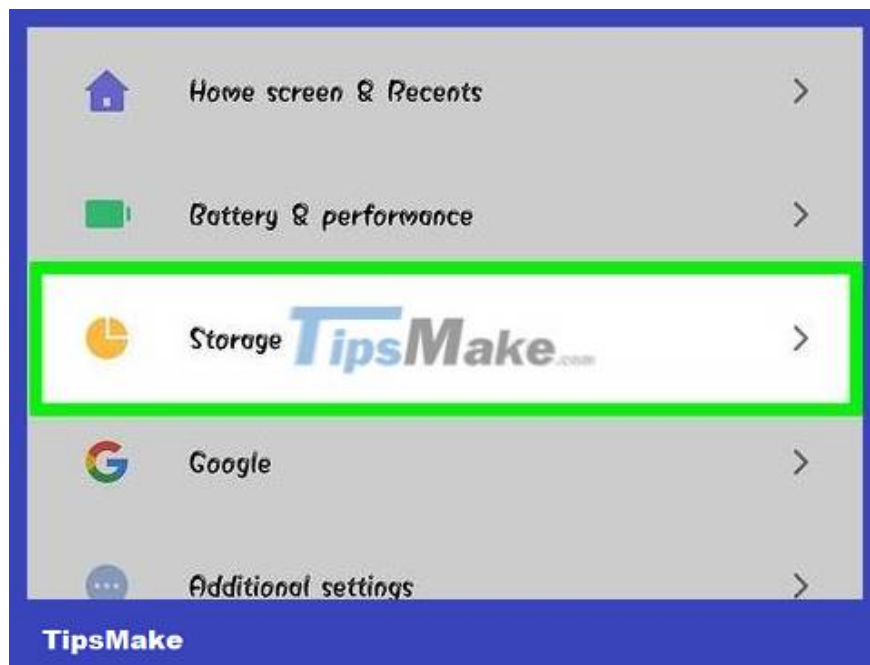 Home screen & Recents
Battery & performance
Storage
TipsMake.com
Google
Additional settings
TipsMake